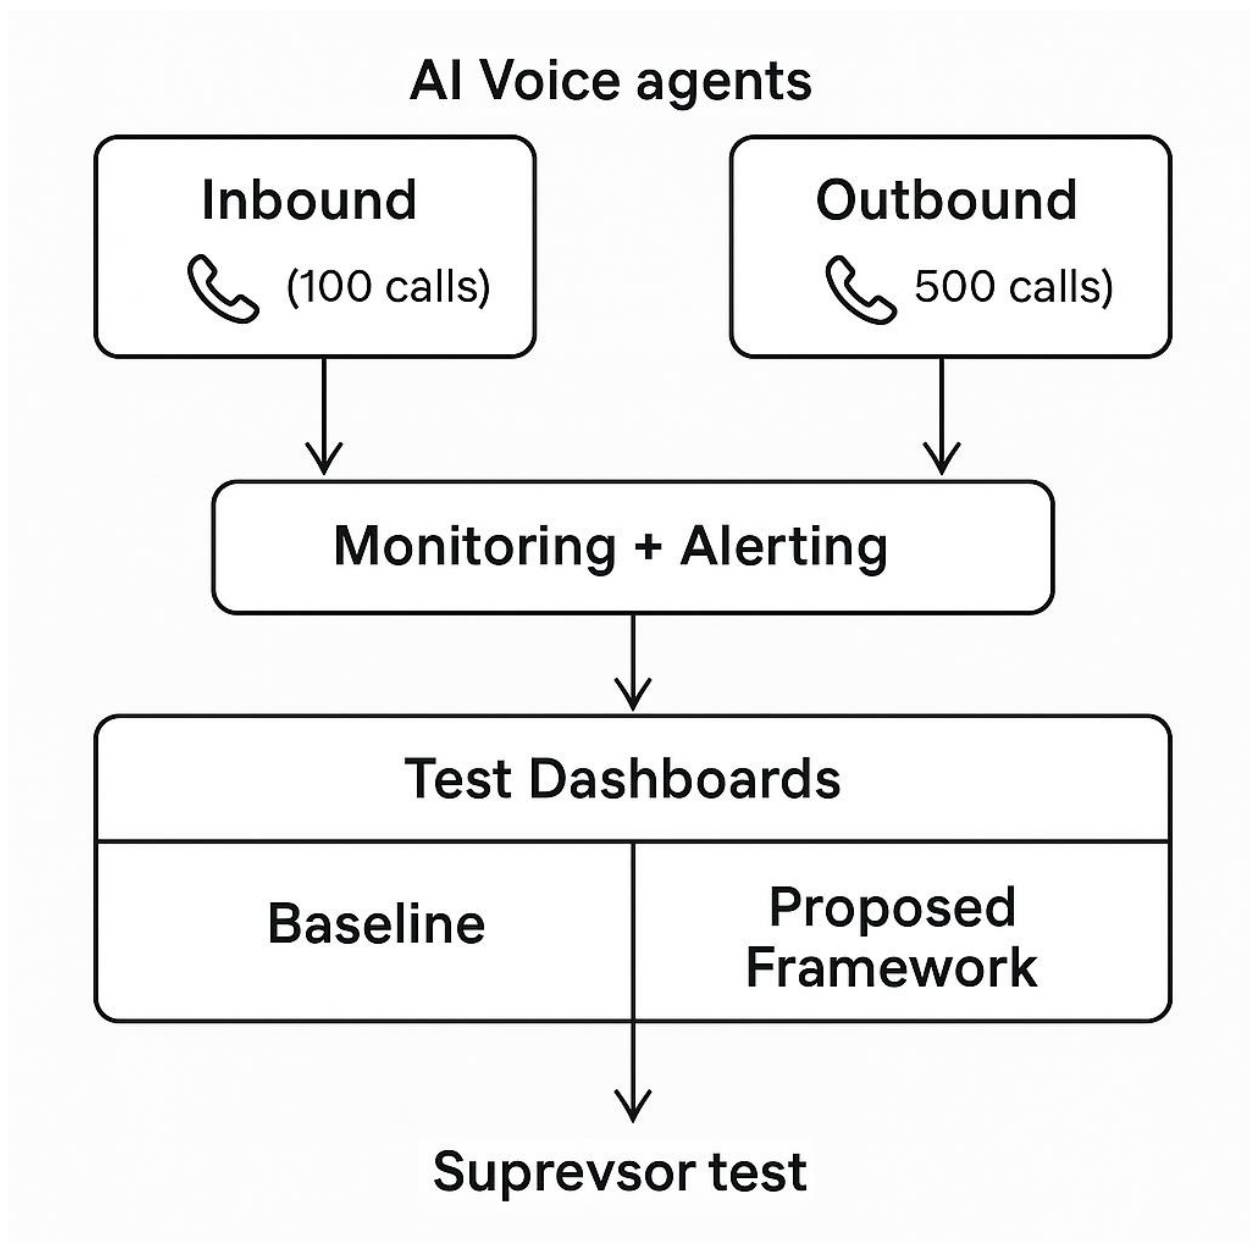 AI Voice agents
Inbound
(100 calls)
Outbound
500 calls)
Monitoring + Alerting
Test Dashboards
Baseline
Proposed
Framework
Suprevsor test